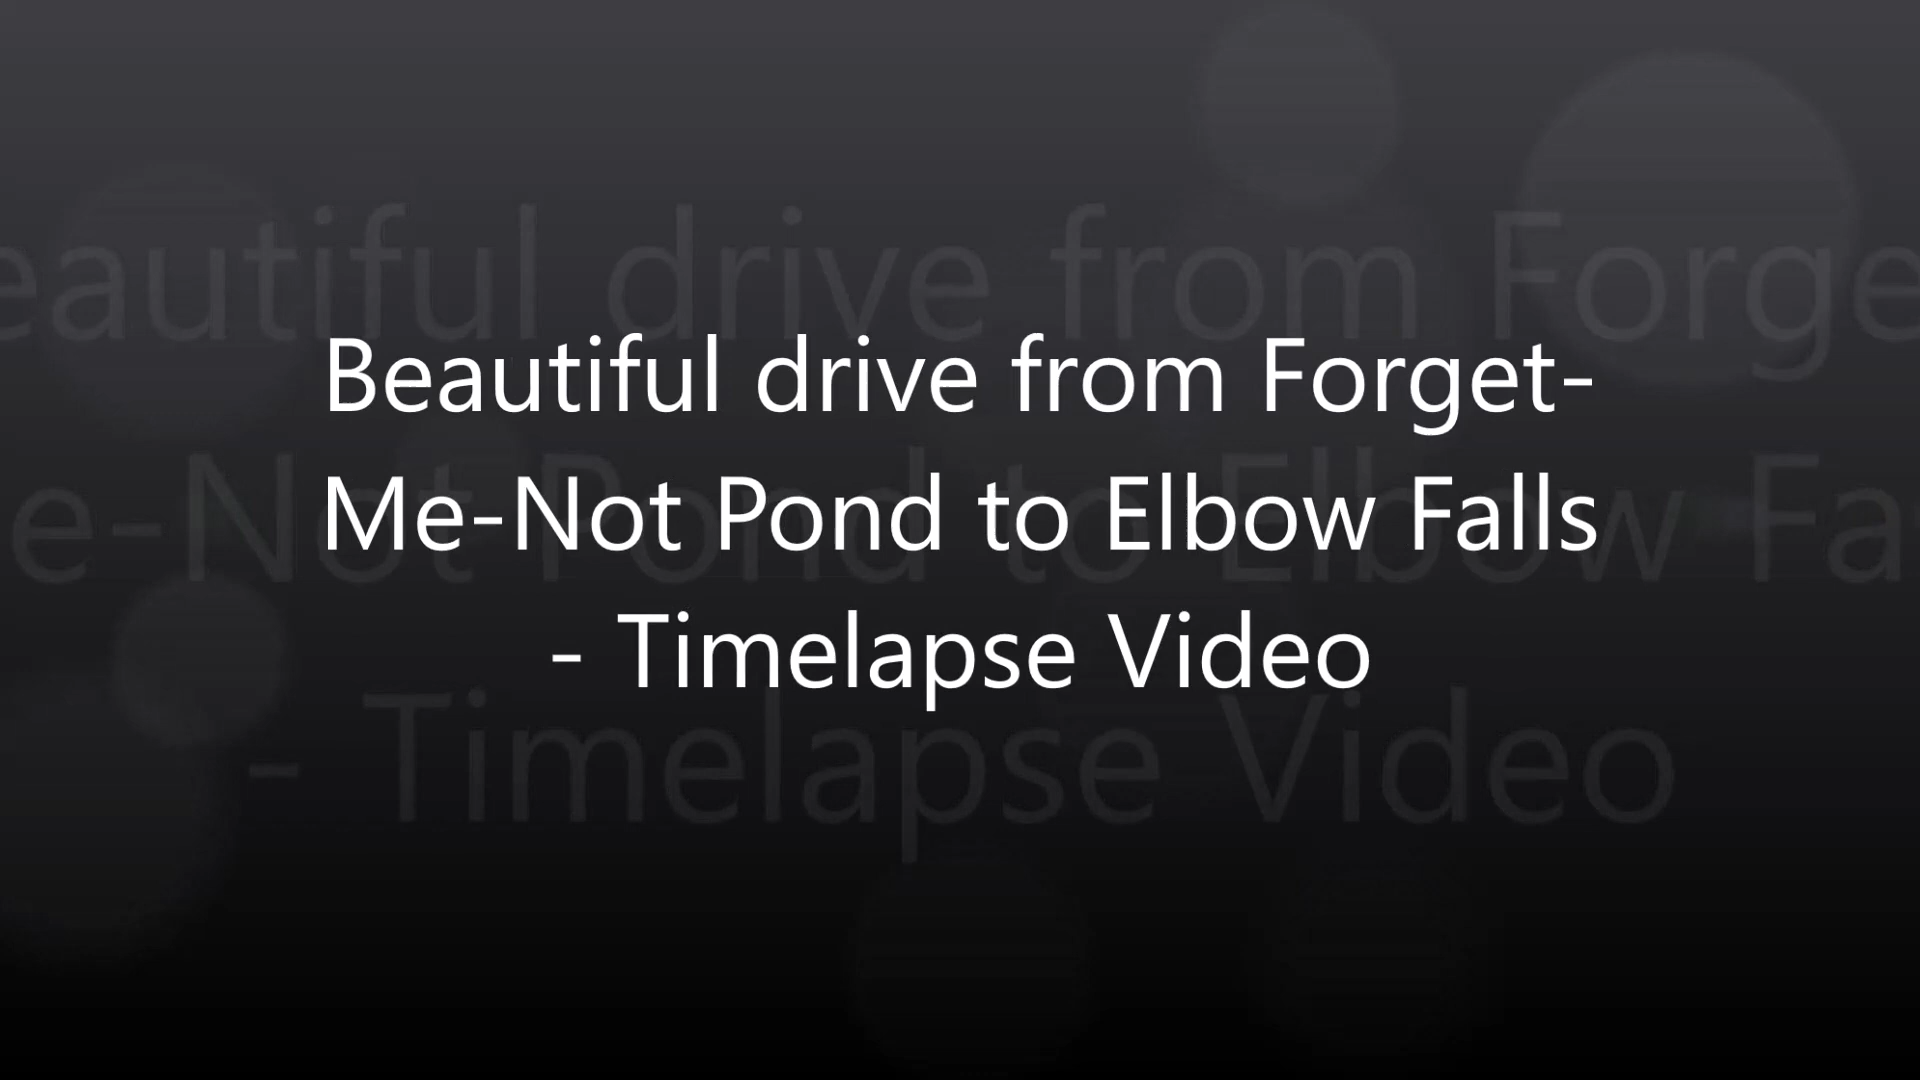 Beautiful drive from Forget-
Me-Not Pond to Elbow Falls
- Timelapse Video